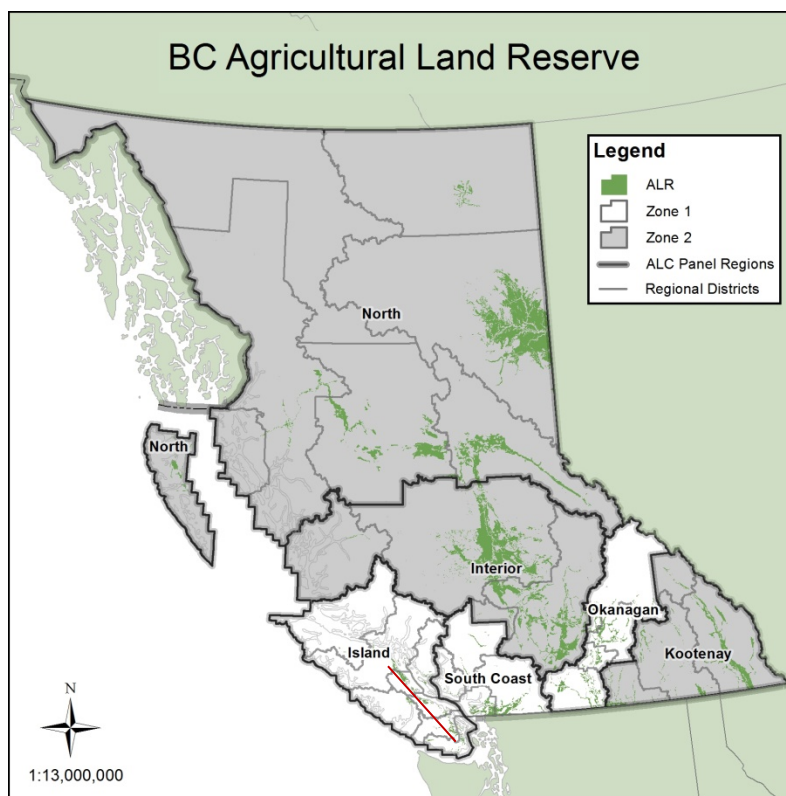 BC Agricultural Land Reserve
Legend
ALR
Zone 1
Zone 2
ALC Panel Regions
Regional Districts
North
North
Interior
Okanagan
Island
Kootenay
South Coast
N
1:13,000,000